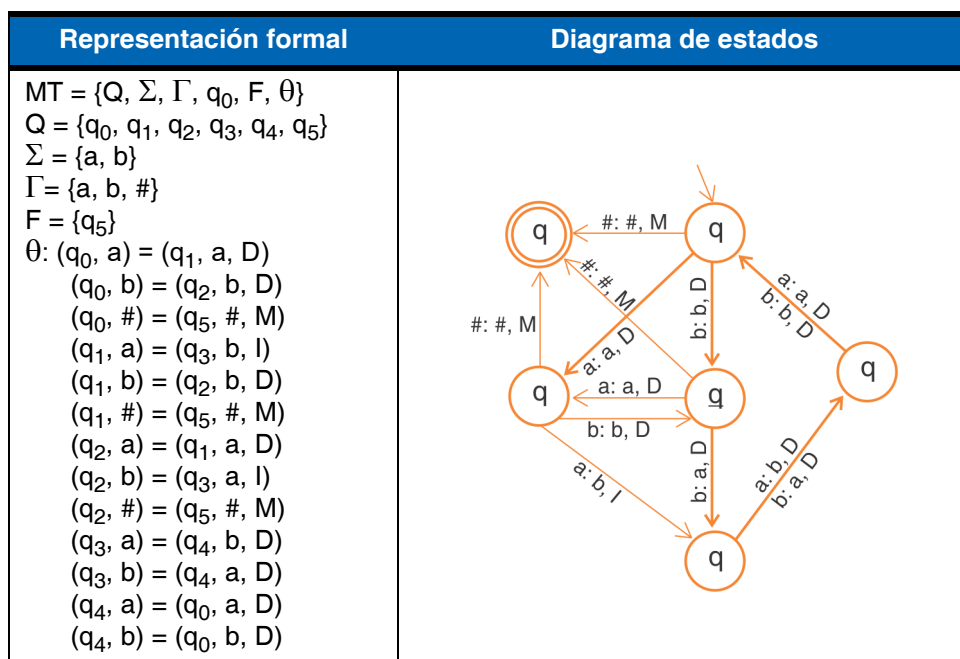 Representación formal
Diagrama de estados
MT = {Q, Σ, Γ, q0, F, θ}
Q = {q0, q1, q2, q3, q4, q5}
Σ = {a, b}
Γ= {a, b, #}
F = {q5}
θ: (q0, a) = (q1, a, D)
(q0, b) = (q2, b, D)
(q0, #) = (q5, #, M)
(q1, a) = (q3, b, I)
(q1, b) = (q2, b, D)
(q1, #) = (q5, #, M)
(q2, a) = (q1, a, D)
(q2, b) = (q3, a, I)
(q2, #) = (q5, #, M)
(q3, a) = (q4, b, D)
(q3, b) = (q4, a, D)
(q4, a) = (q0, a, D)
(q4, b) = (q0, b, D)
q
#: #, M
q
#: #, M
a: a, D
b: b, D
#: #, M
b: b, D
a: a, D
q
q
a: a, D
q
b: b, D
b: a, D
a: b, I
a: b, D
b: a, D
q